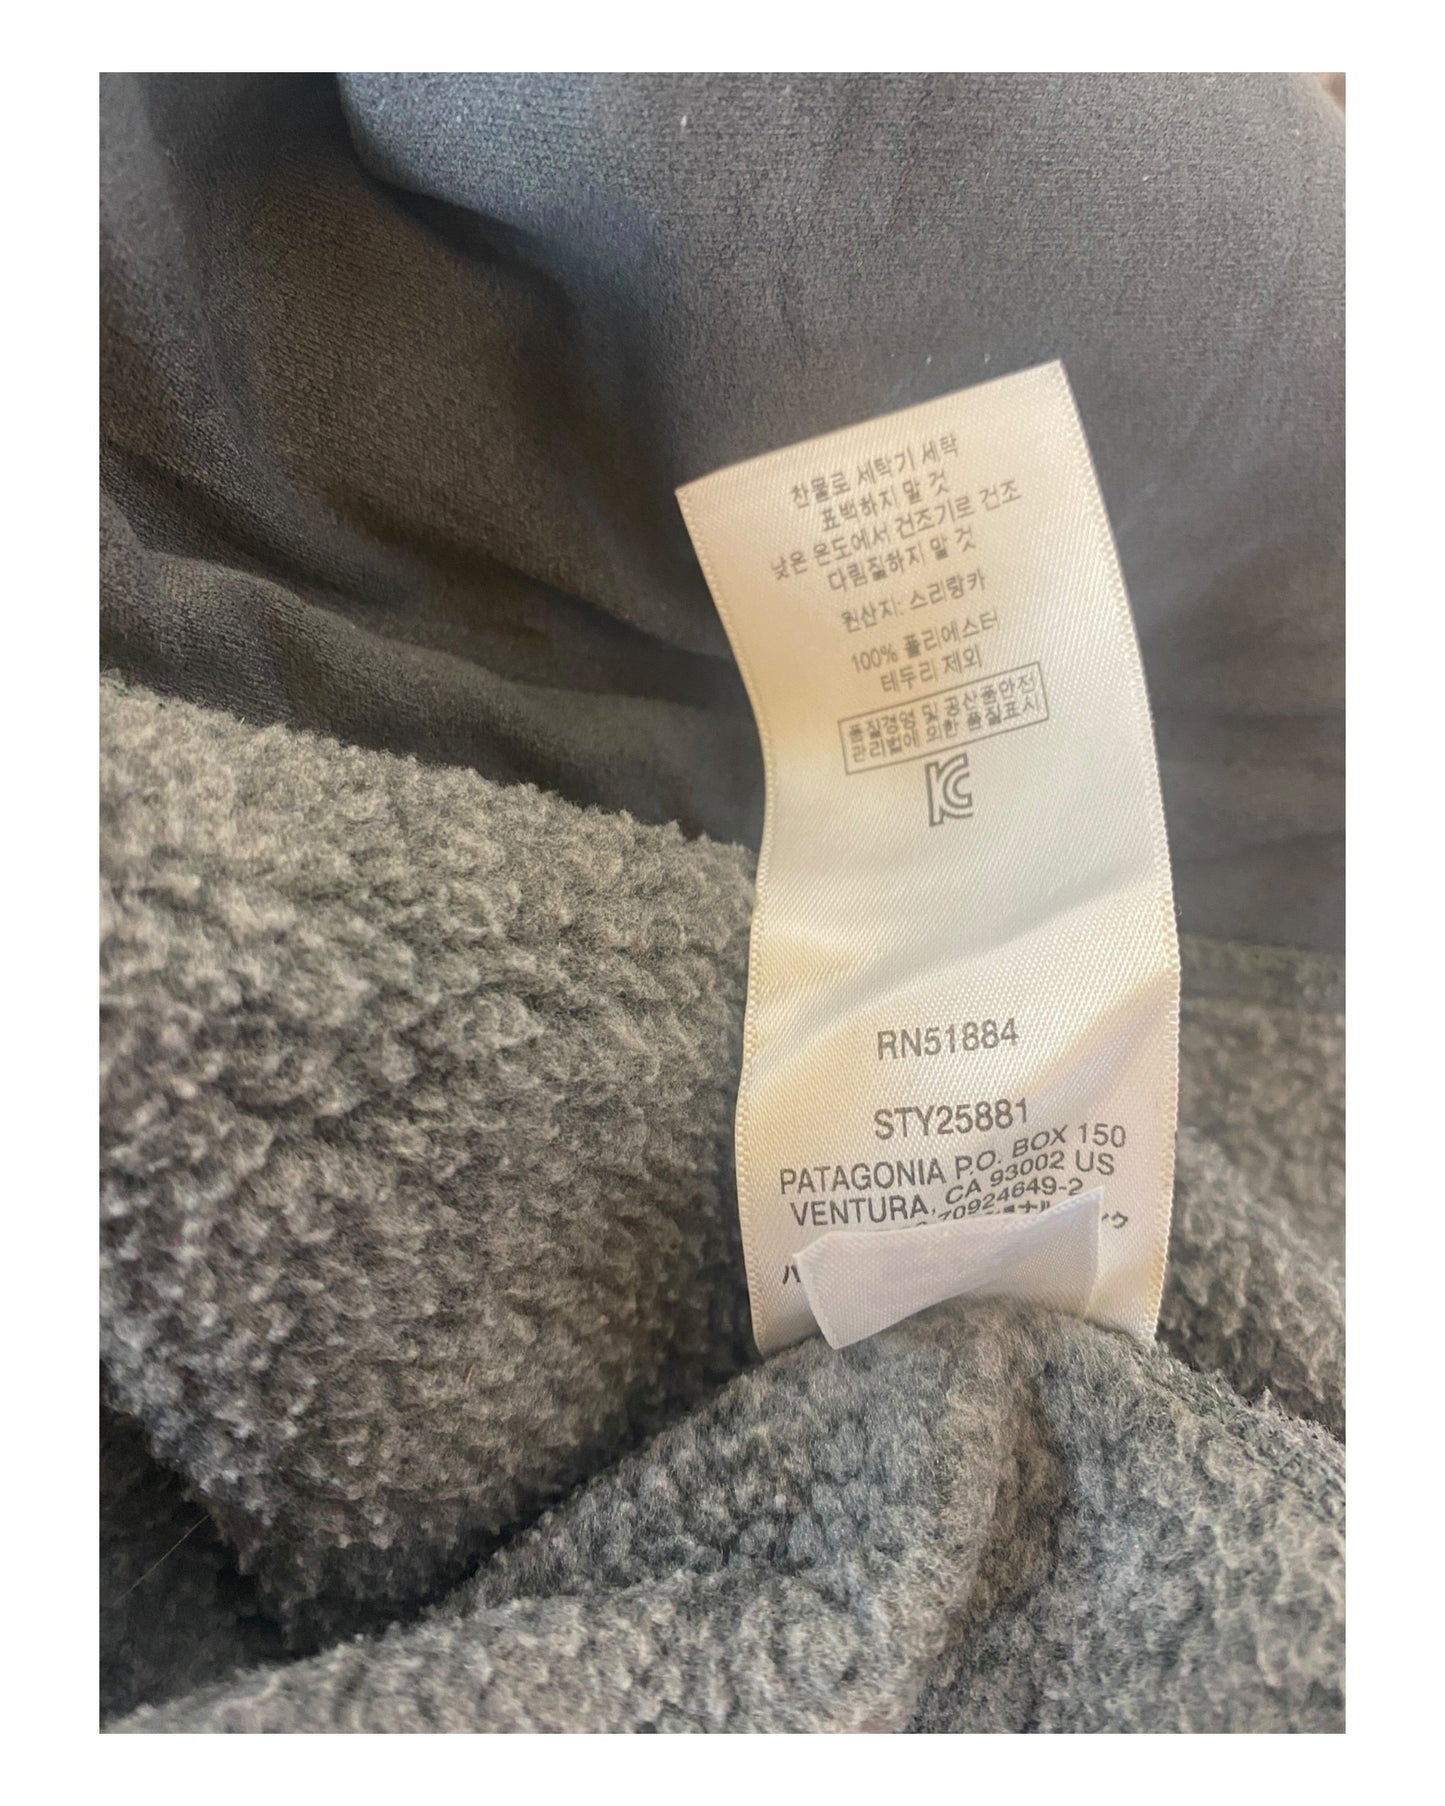 찬물로 세탁기 세탁
표백하지 말 것
낮은 온도에서 건조기로 건조
다림질하지 말 것
원산지: 스리랑카
100% 폴리에스터
테두리 제외
품질경영 및 공산품안전
관리법에 의한 품질표시
RN51884
STY25881
PATAGONIA P.O. BOX 150
VENTURA, CA 93002 US
70924649-2